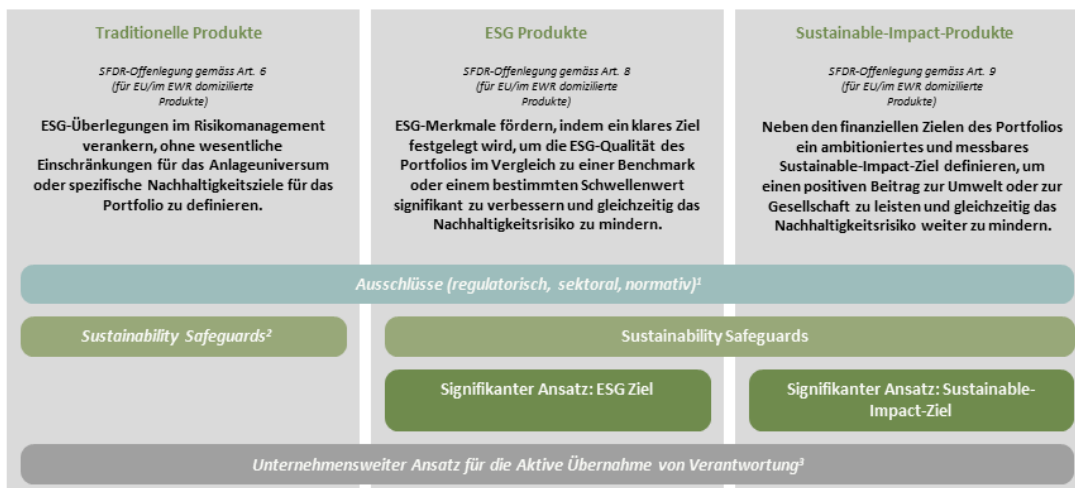 Traditionelle Produkte
SFDR-Offenlegung gemäss Art. 6
(für EU/im EWR domizilierte
Produkte)
ESG-Überlegungen im Risikomanagement
verankern, ohne wesentliche
Einschränkungen für das Anlageuniversum
oder spezifische Nachhaltigkeitsziele für das
Portfolio zu definieren.
ESG Produkte
SFDR-Offenlegung gemäss Art. 8
(für EU/im EWR domizilierte
Produkte)
ESG-Merkmale fördern, indem ein klares Ziel
festgelegt wird, um die ESG-Qualität des
Portfolios im Vergleich zu einer Benchmark
oder einem bestimmten Schwellenwert
signifikant zu verbessern und gleichzeitig das
Nachhaltigkeitsrisiko zu mindern.
Sustainable-Impact-Produkte
SFDR-Offenlegung gemäss Art. 9
(für EU/im EWR domizilierte
Produkte)
Neben den finanziellen Zielen des Portfolios
ein ambitioniertes und messbares
Sustainable-Impact-Ziel definieren, um
einen positiven Beitrag zur Umwelt oder zur
Gesellschaft zu leisten und gleichzeitig das
Nachhaltigkeitsrisiko weiter zu mindern.
Ausschlüsse (regulatorisch, sektoral, normativ)¹
Sustainability Safeguards²
Sustainability Safeguards
Signifikanter Ansatz: ESG Ziel
Signifikanter Ansatz: Sustainable-
Impact-Ziel
Unternehmensweiter Ansatz für die Aktive Übernahme von Verantwortung³